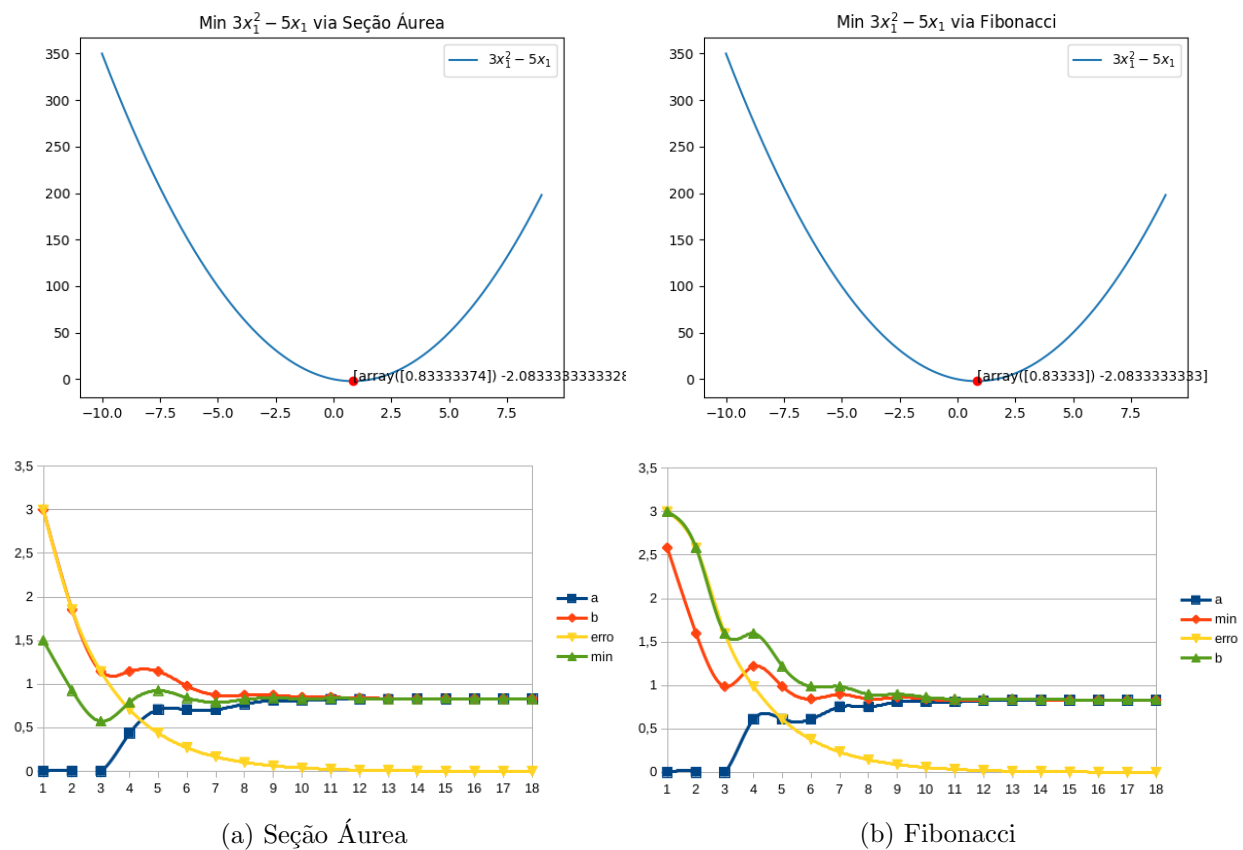 Min 3x₁² − 5x₁ via Seção Áurea
350
300
250
200
150
100
50
0
−10.0 −7.5 −5.0 −2.5 0.0 2.5 5.0 7.5
3x₁² − 5x₁
[array([0.83333374]) -2.0833333333328
Min 3x₁² − 5x₁ via Fibonacci
350
300
250
200
150
100
50
0
−10.0 −7.5 −5.0 −2.5 0.0 2.5 5.0 7.5
3x₁² − 5x₁
[array([0.83333]) -2.0833333333]
3,5
3
2,5
2
1,5
1
0,5
0
1 2 3 4 5 6 7 8 9 10 11 12 13 14 15 16 17 18
a
b
erro
min
(a) Seção Áurea
3,5
3
2,5
2
1,5
1
0,5
0
1 2 3 4 5 6 7 8 9 10 11 12 13 14 15 16 17 18
a
min
erro
b
(b) Fibonacci